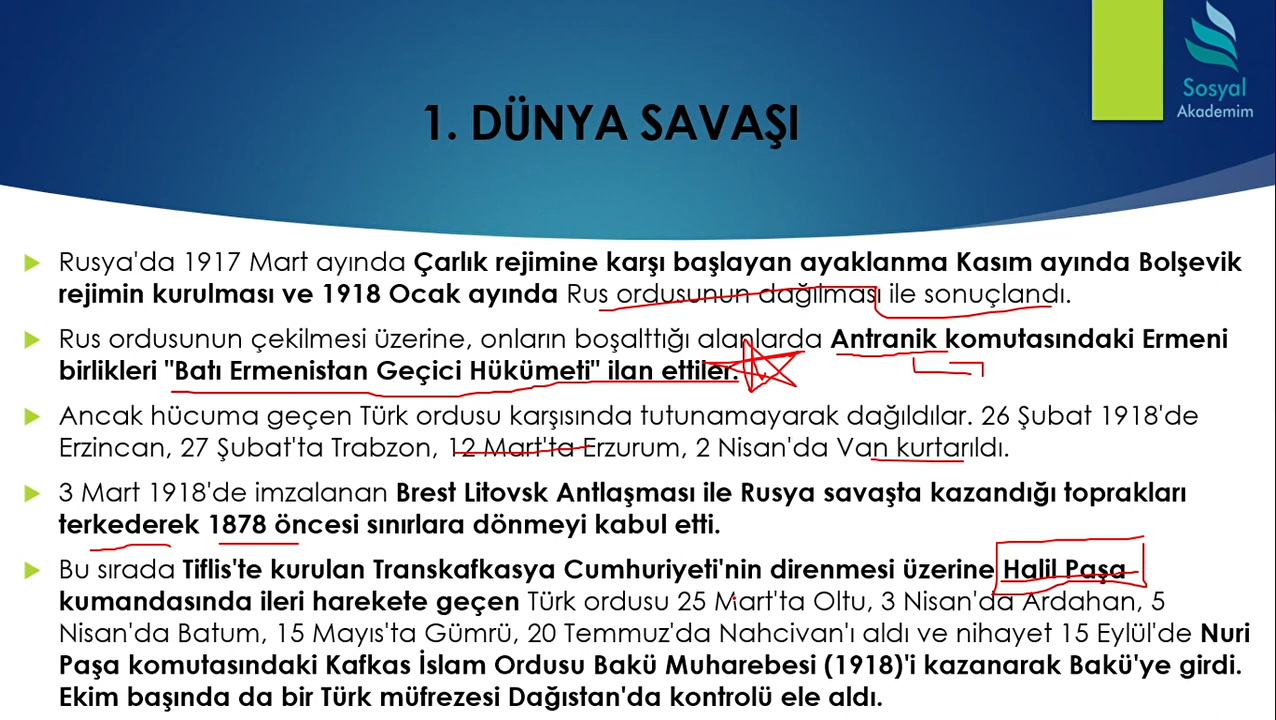 Sosyal
Akademim
1. DÜNYA SAVAŞI
Rusya'da 1917 Mart ayında Çarlık rejimine karşı başlayan ayaklanma Kasım ayında Bolşevik
rejimin kurulması ve 1918 Ocak ayında Rus ordusunun dağılması ile sonuçlandı.
Rus ordusunun çekilmesi üzerine, onların boşalttığı alanlarda Antranik komutasındaki Ermeni
birlikleri "Batı Ermenistan Geçici Hükümeti" ilan ettiler.
Ancak hücuma geçen Türk ordusu karşısında tutunamayarak dağıldılar. 26 Şubat 1918'de
Erzincan, 27 Şubat'ta Trabzon, 12 Mart'ta Erzurum, 2 Nisan'da Van kurtarıldı.
3 Mart 1918'de imzalanan Brest Litovsk Antlaşması ile Rusya savaşta kazandığı toprakları
terkederek 1878 öncesi sınırlara dönmeyi kabul etti.
Bu sırada Tiflis'te kurulan Transkafkasya Cumhuriyeti'nin direnmesi üzerine Halil Paşa
kumandasında ileri harekete geçen Türk ordusu 25 Mart'ta Oltu, 3 Nisan'da Ardahan, 5
Nisan'da Batum, 15 Mayıs'ta Gümrü, 20 Temmuz'da Nahcivan'ı aldı ve nihayet 15 Eylül'de Nuri
Paşa komutasındaki Kafkas İslam Ordusu Bakü Muharebesi (1918)'i kazanarak Bakü'ye girdi.
Ekim başında da bir Türk müfrezesi Dağıstan'da kontrolü ele aldı.